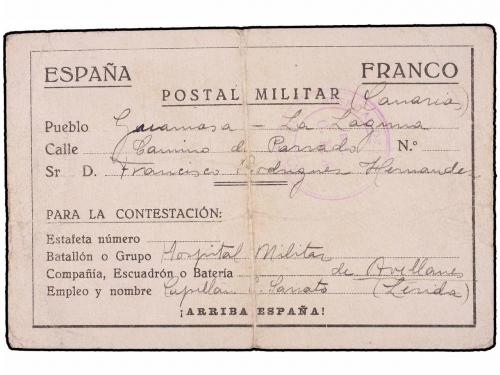 ESPAÑA FRANCO
POSTAL MILITAR (Canarias)
Pueblo - La Laguna
Calle Camino de Parrado N.º
Sr D. Francisco Rodriguez Hernandez
PARA LA CONTESTACIÓN:
Estafeta número
Batallón o Grupo Hospital Militar
Compañía, Escuadrón o Batería de Avellanes
Empleo y nombre Capellan (Lerida)
¡ARRIBA ESPAÑA!